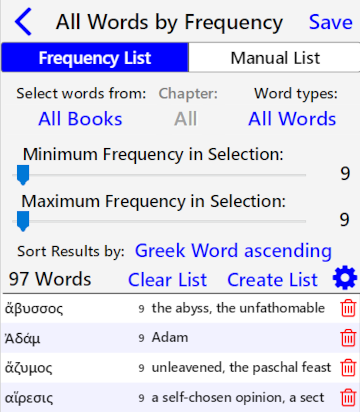 All Words by Frequency Save
Frequency List Manual List
Select words from: Chapter: Word types:
All Books All All Words
Minimum Frequency in Selection:
9
Maximum Frequency in Selection:
9
Sort Results by: Greek Word ascending
97 Words Clear List Create List
ἄβυσσος 9 the abyss, the unfathomable
Ἀδάμ 9 Adam
ἄζυμος 9 unleavened, the paschal feast
αἵρεσις 9 a self-chosen opinion, a sect